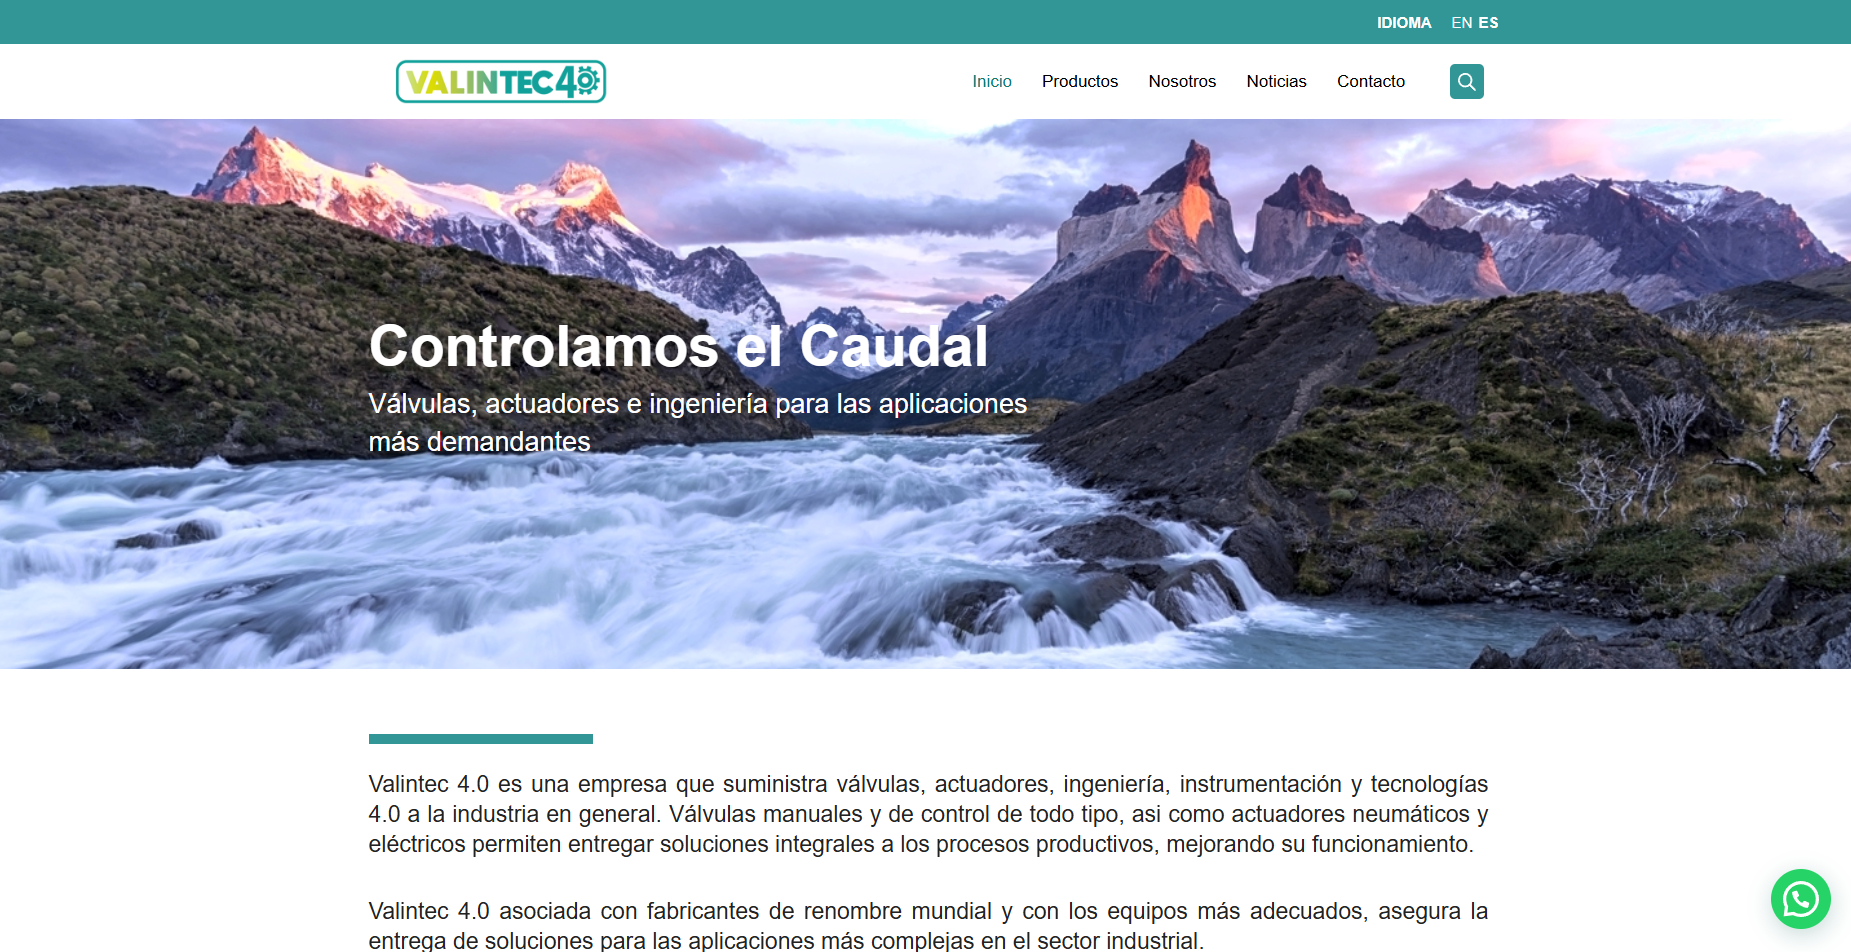 IDIOMA EN ES
VALINTEC40
Inicio Productos Nosotros Noticias Contacto
Controlamos el Caudal
Válvulas, actuadores e ingeniería para las aplicaciones
más demandantes
Valintec 4.0 es una empresa que suministra válvulas, actuadores, ingeniería, instrumentación y tecnologías
4.0 a la industria en general. Válvulas manuales y de control de todo tipo, asi como actuadores neumáticos y
eléctricos permiten entregar soluciones integrales a los procesos productivos, mejorando su funcionamiento.
Valintec 4.0 asociada con fabricantes de renombre mundial y con los equipos más adecuados, asegura la
entrega de soluciones para las aplicaciones más complejas en el sector industrial.